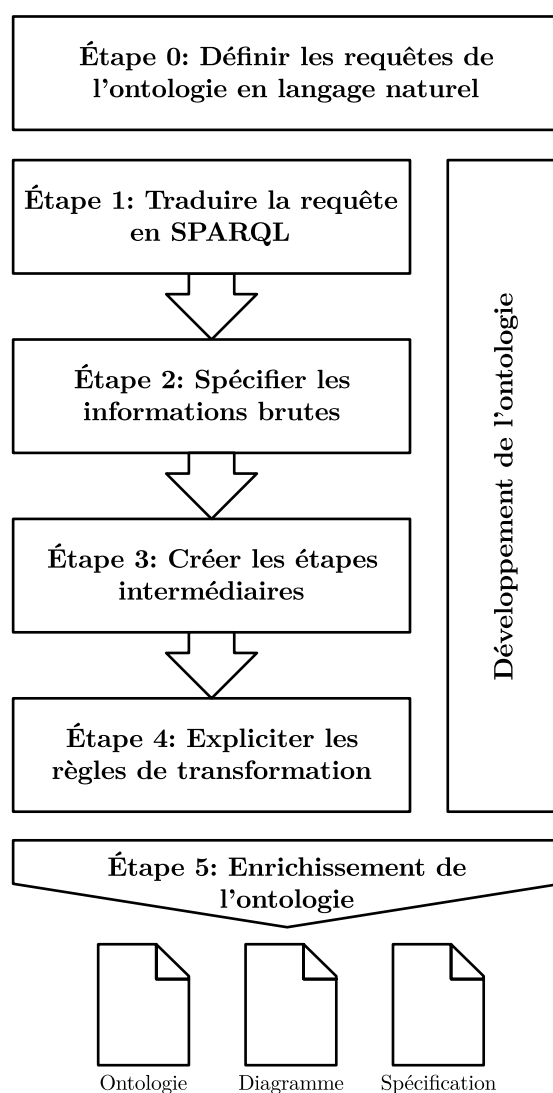 Étape 0: Définir les requêtes de
l'ontologie en langage naturel
Étape 1: Traduire la requête
en SPARQL
Étape 2: Spécifier les
informations brutes
Étape 3: Créer les étapes
intermédiaires
Étape 4: Expliciter les
règles de transformation
Développement de l'ontologie
Étape 5: Enrichissement de
l'ontologie
Ontologie
Diagramme
Spécification